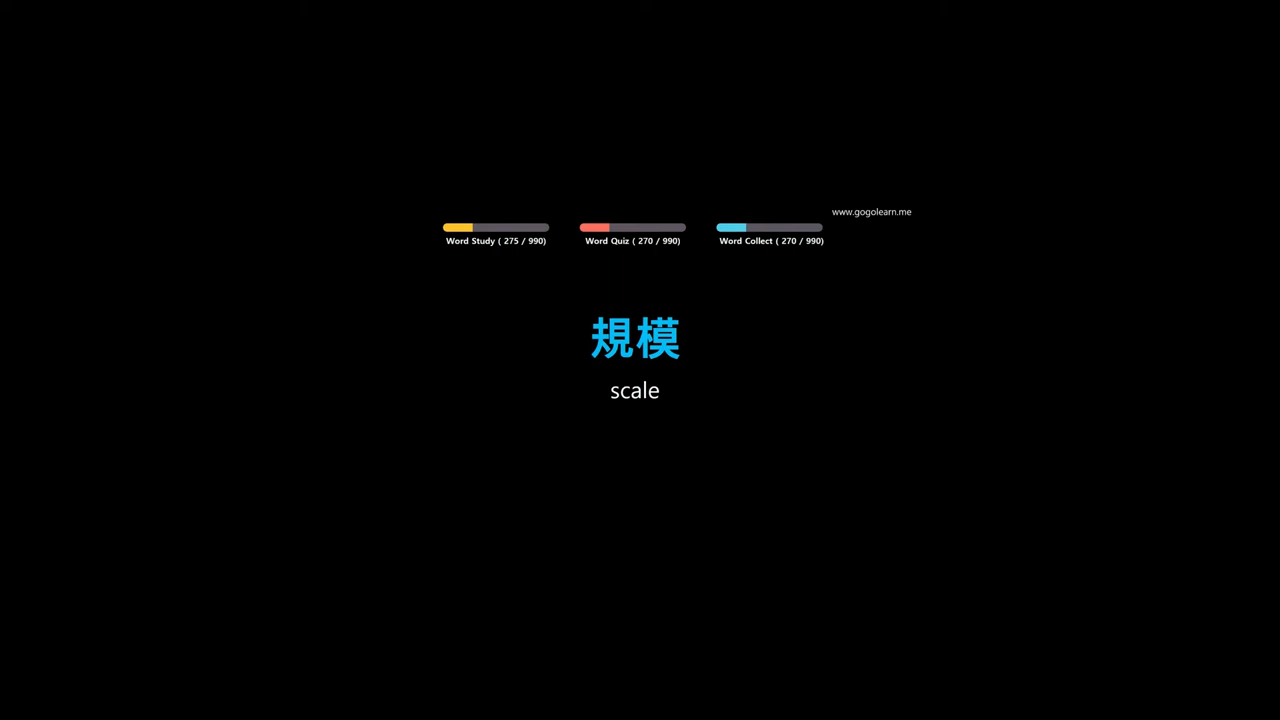 www.gogolearn.me
Word Study ( 275 / 990)
Word Quiz ( 270 / 990)
Word Collect ( 270 / 990)
規模
scale